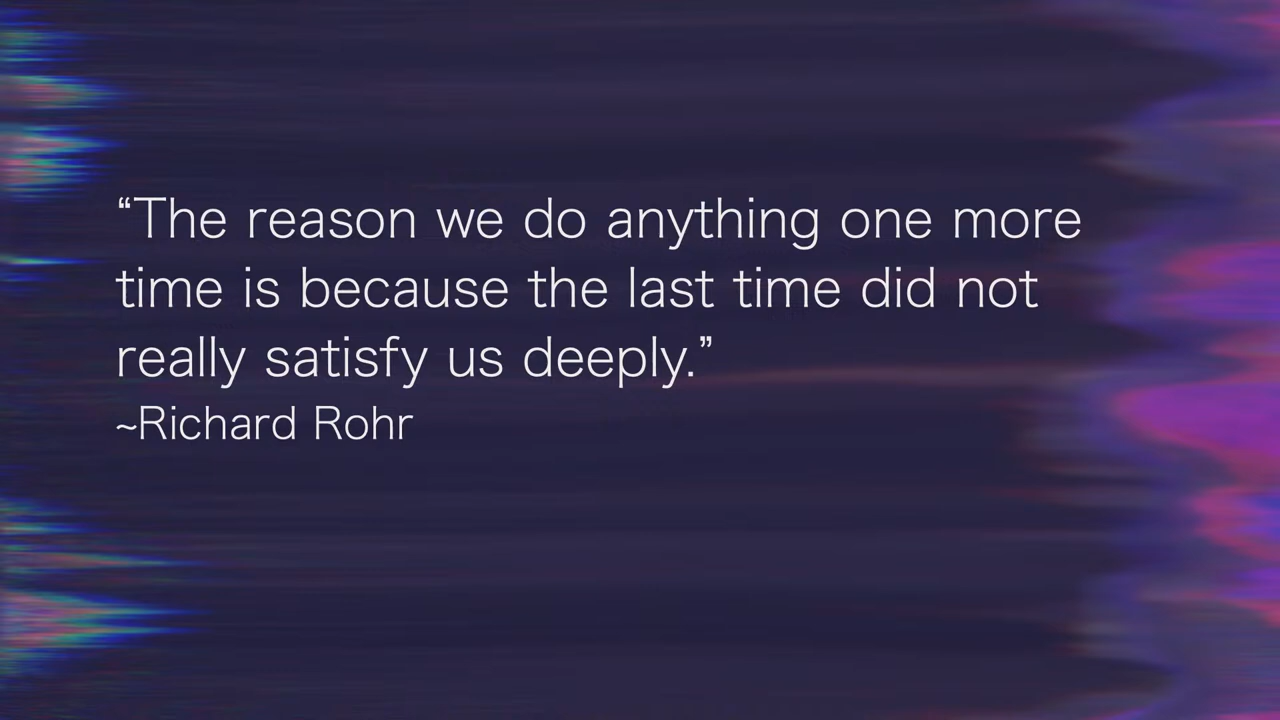 “The reason we do anything one more
time is because the last time did not
really satisfy us deeply.”
~Richard Rohr